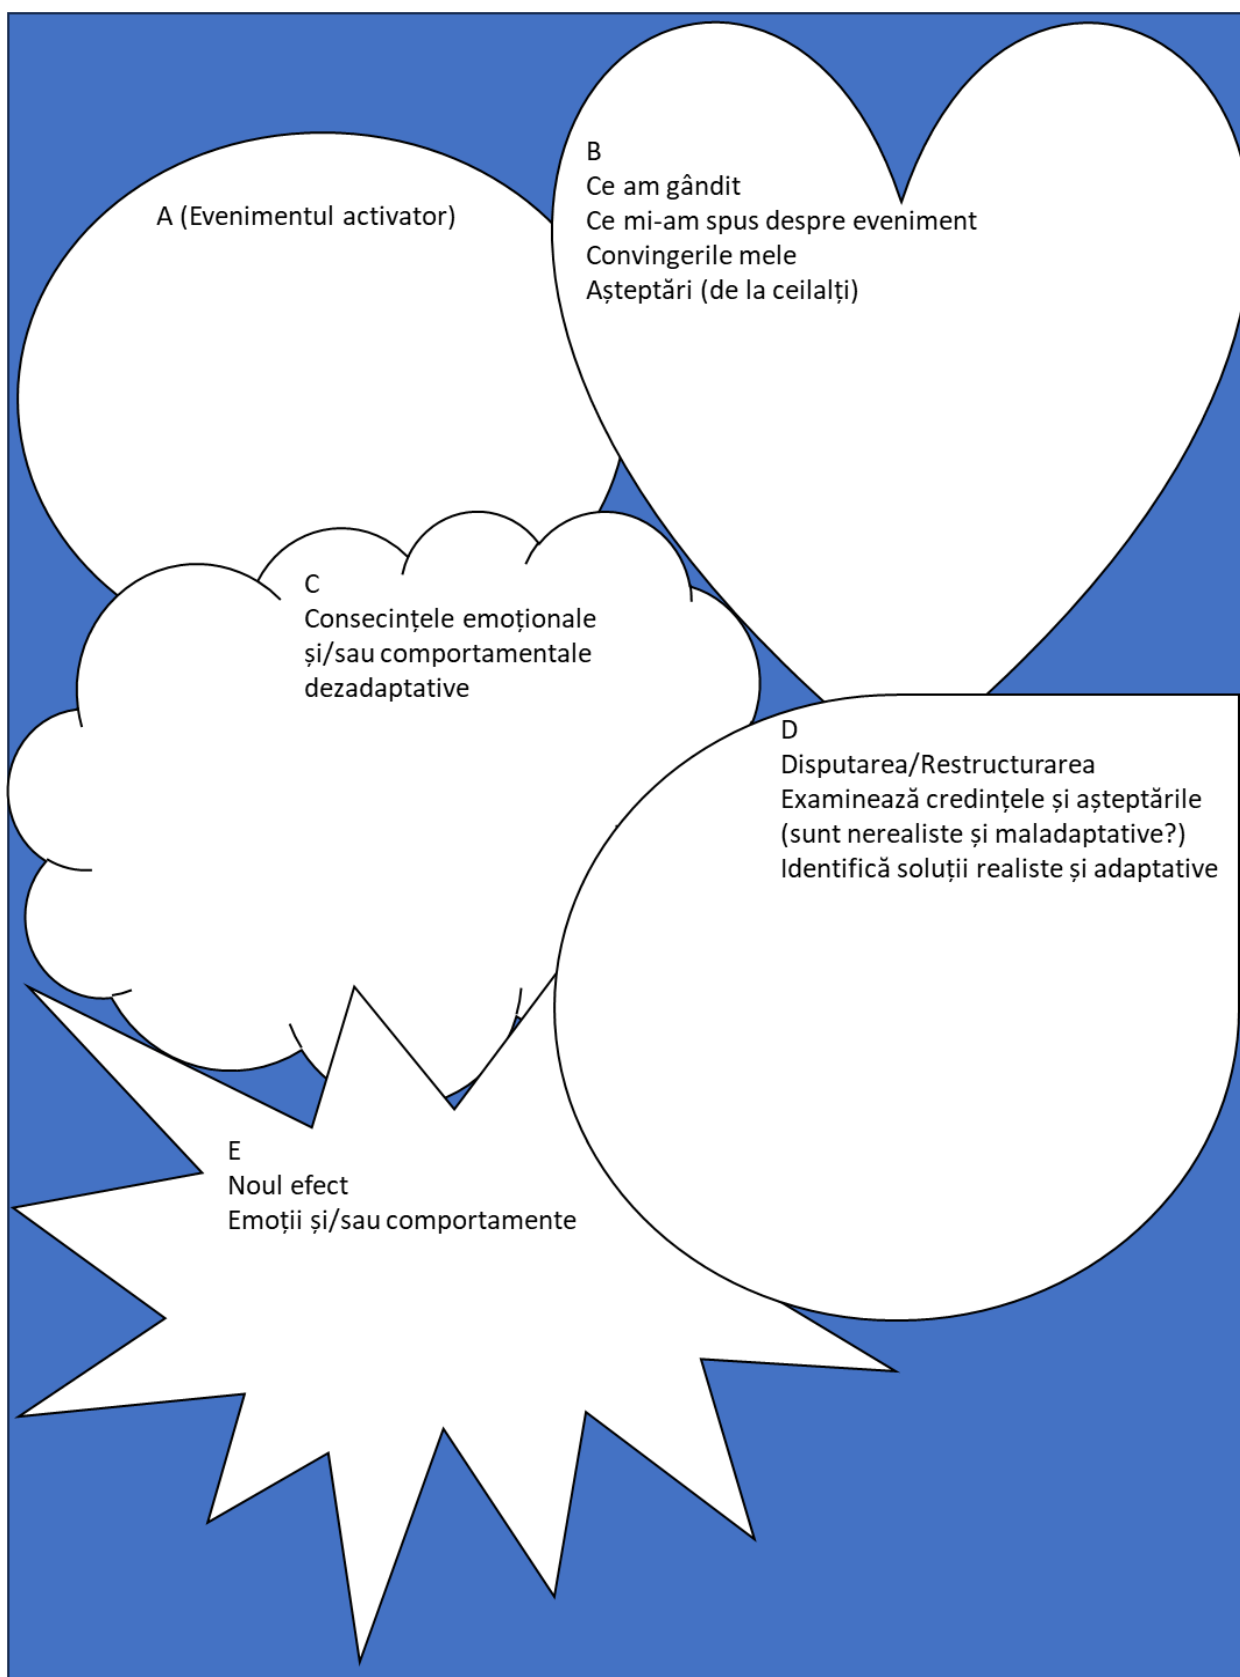 A (Evenimentul activator)
B
Ce am gândit
Ce mi-am spus despre eveniment
Convingerile mele
Așteptări (de la ceilalți)
C
Consecințele emoționale
și/sau comportamentale
dezadaptative
D
Disputarea/Restructurarea
Examinează credințele și așteptările
(sunt nerealiste și maladaptative?)
Identifică soluții realiste și adaptative
E
Noul efect
Emoții și/sau comportamente